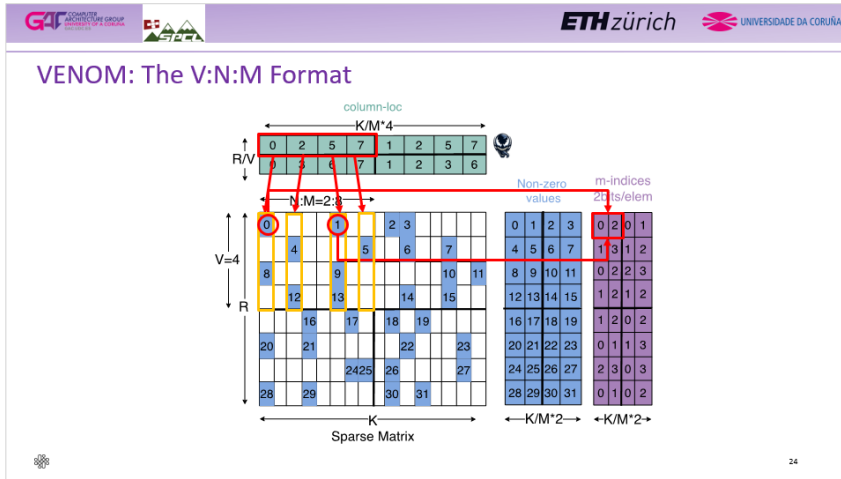 GAC COMPUTER ARCHITECTURE GROUP UNIVERSITY OF A CORUÑA
SPCL
ETH zürich
UNIVERSIDADE DA CORUÑA
VENOM: The V:N:M Format
column-loc
K/M*4
R/V
0 2 5 7 1 2 5 7
0 3 6 7 1 2 3 6
N:M=2:8
Non-zero values
m-indices
2bits/elem
V=4
R
0 1 2 3
4 5 6 7
8 9 10 11
12 13 14 15
16 17 18 19
20 21 22 23
24 25 26 27
28 29 30 31
0 1 2 3
4 5 6 7
8 9 10 11
12 13 14 15
16 17 18 19
20 21 22 23
24 25 26 27
28 29 30 31
0 2 0 1
1 3 1 2
0 2 2 3
1 2 1 2
1 2 0 2
0 1 1 3
2 3 0 3
0 1 0 2
K
K/M*2
K/M*2
Sparse Matrix
24